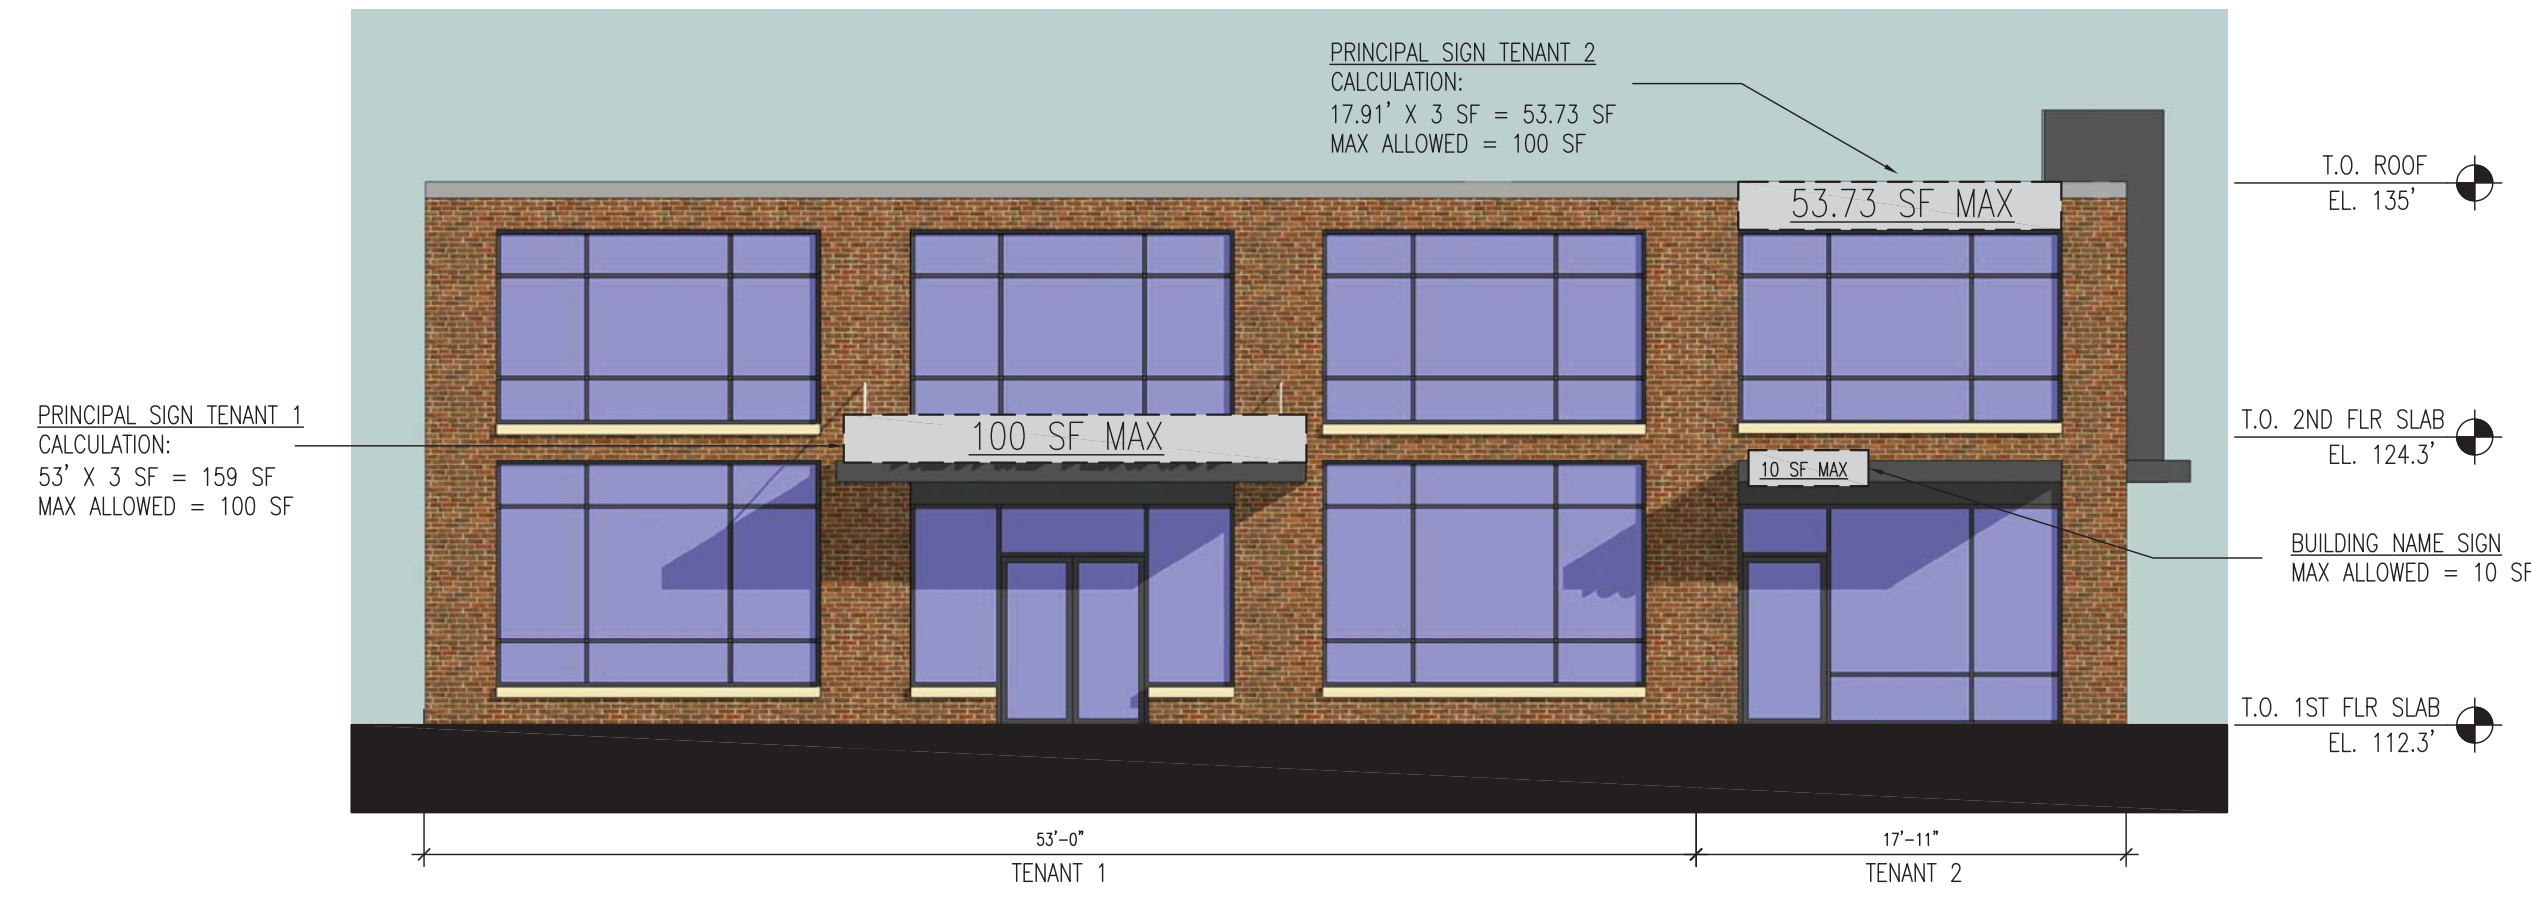 PRINCIPAL SIGN TENANT 2
CALCULATION:
17.91' X 3 SF = 53.73 SF
MAX ALLOWED = 100 SF
T.O. ROOF
EL. 135'
53.73 SF MAX
PRINCIPAL SIGN TENANT 1
CALCULATION:
53' X 3 SF = 159 SF
MAX ALLOWED = 100 SF
100 SF MAX
T.O. 2ND FLR SLAB
EL. 124.3'
10 SF MAX
BUILDING NAME SIGN
MAX ALLOWED = 10 SF
T.O. 1ST FLR SLAB
EL. 112.3'
53'-0"
17'-11"
TENANT 1
TENANT 2